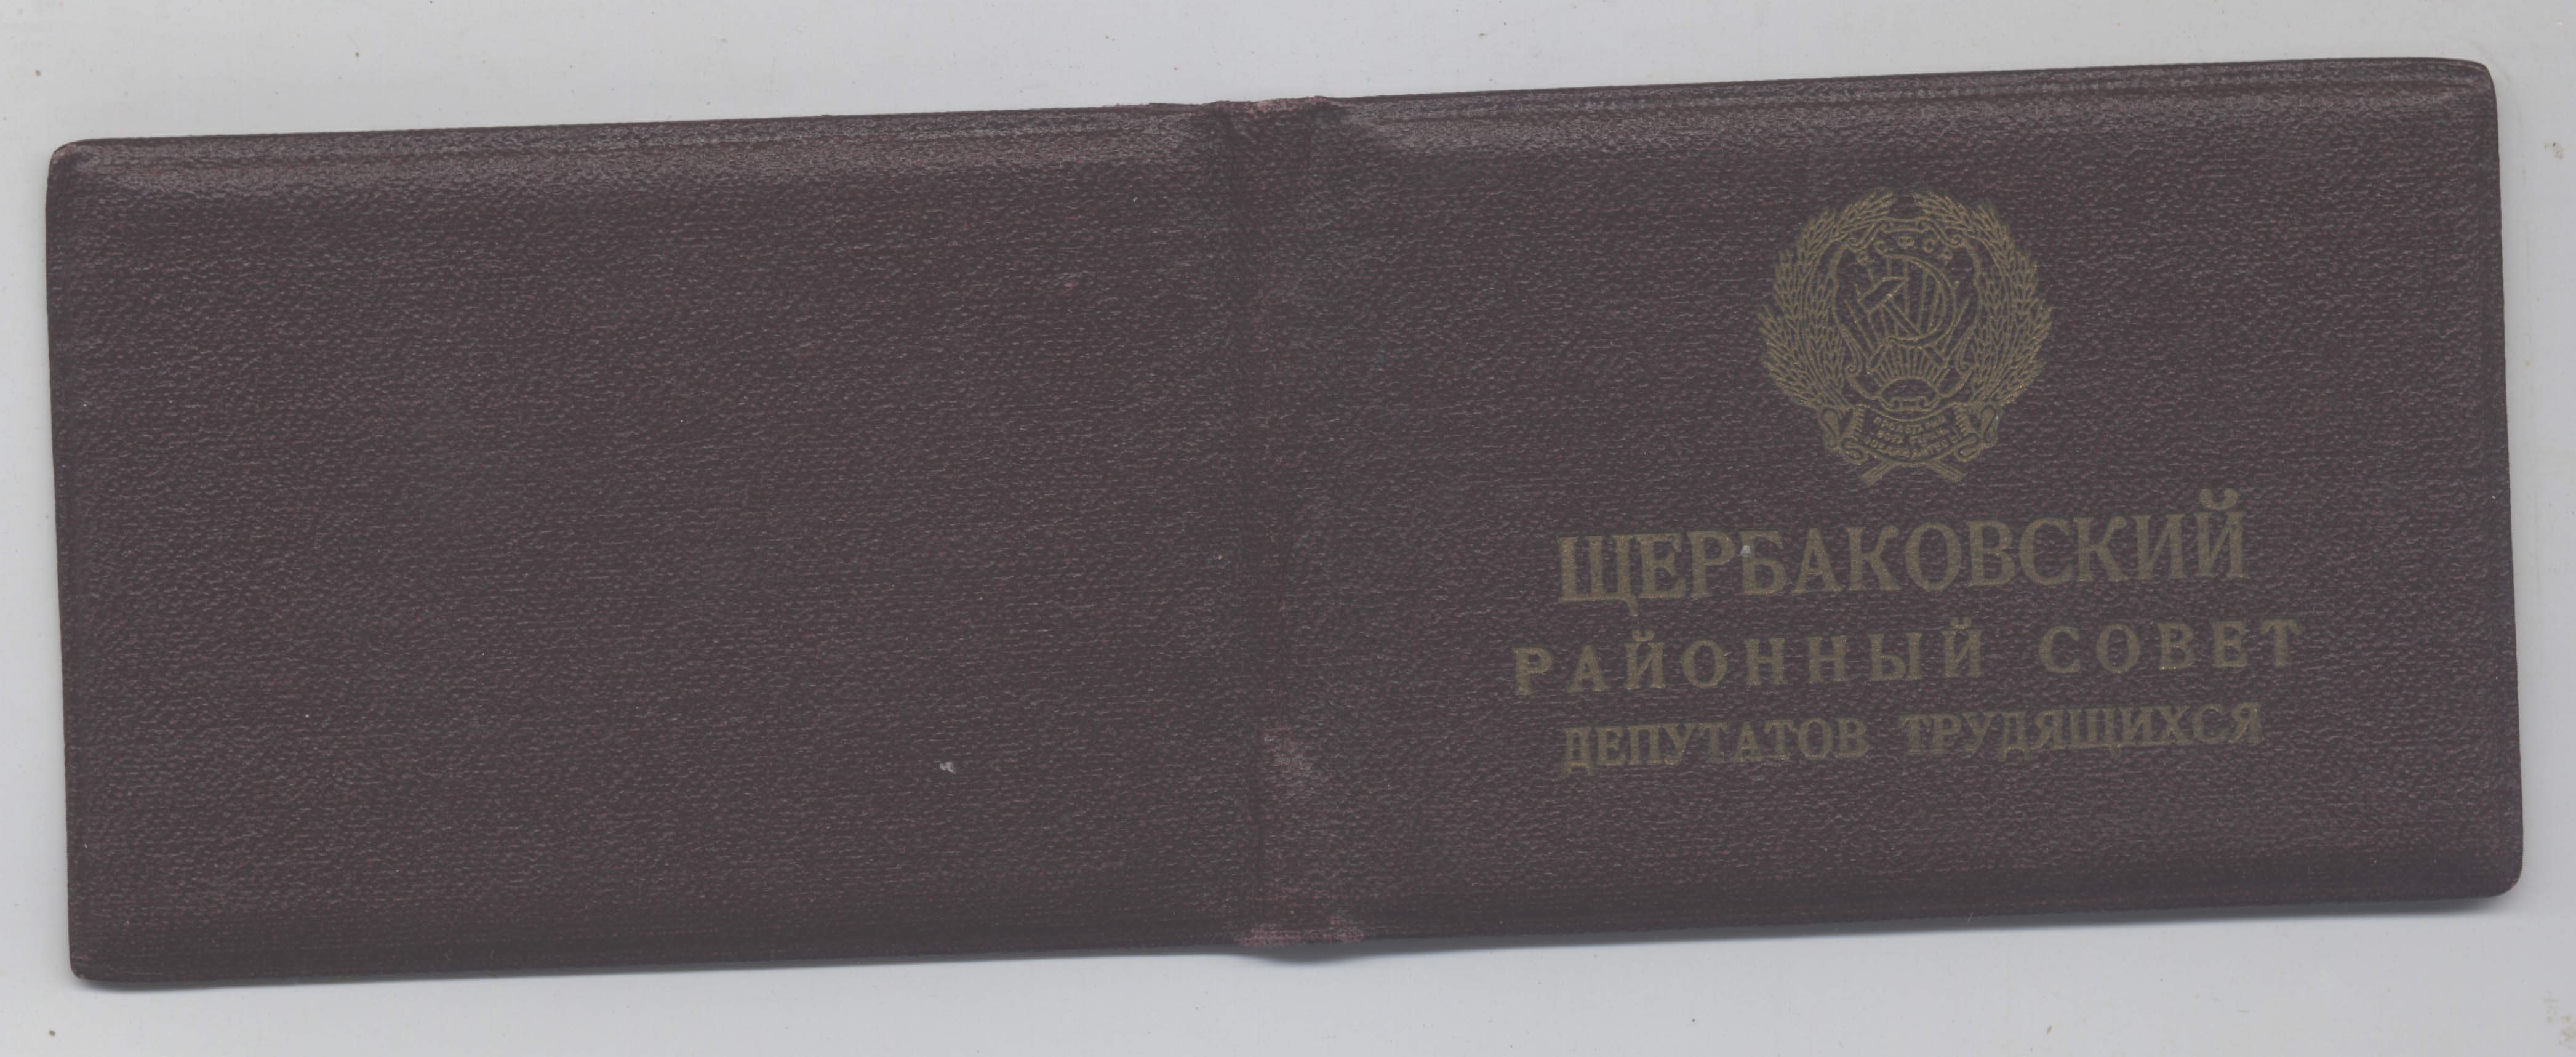 Р.С.Ф.С.Р.
ЩЕРБАКОВСКИЙ
РАЙОННЫЙ СОВЕТ
ДЕПУТАТОВ ТРУДЯЩИХСЯ